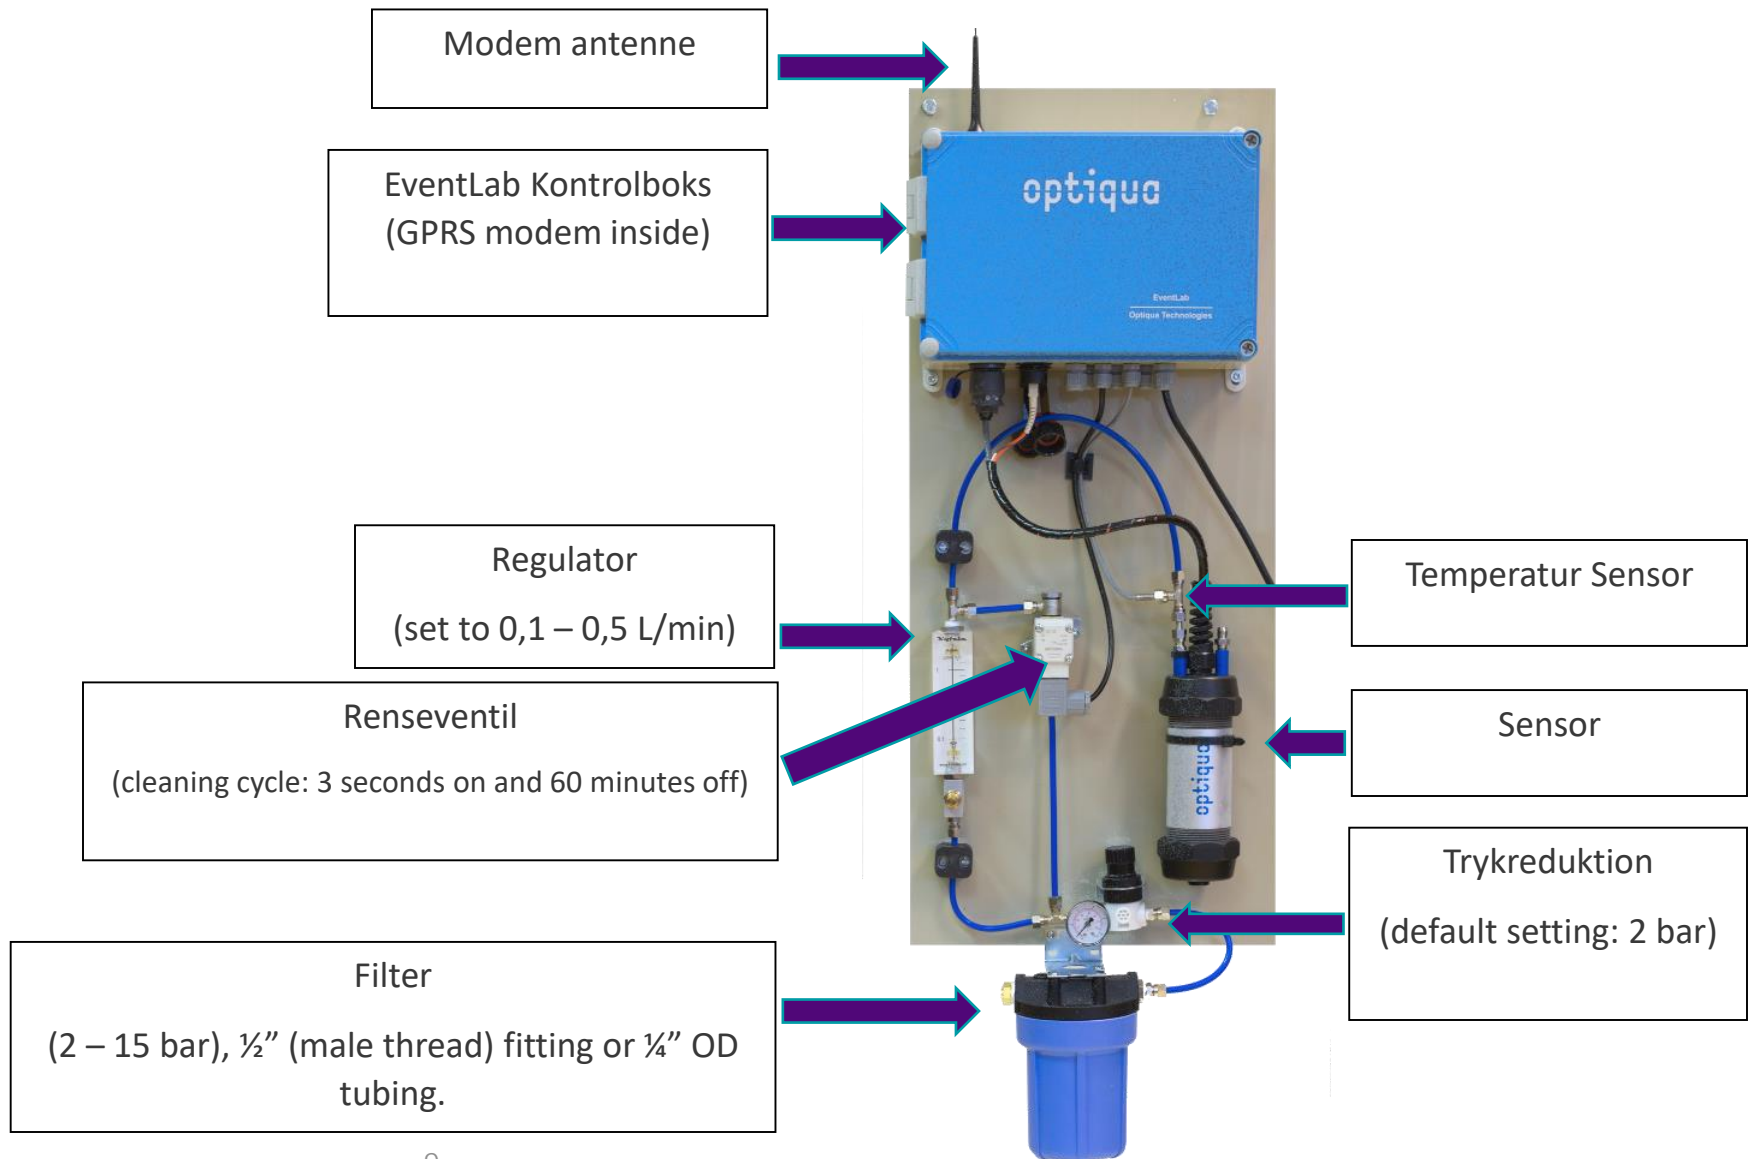 Modem antenne
EventLab Kontrolboks
(GPRS modem inside)
optiqua
EventLab
Optiqua Technologies
Regulator
(set to 0,1 – 0,5 L/min)
Temperatur Sensor
Renseventil
(cleaning cycle: 3 seconds on and 60 minutes off)
Sensor
optiqua
Trykreduktion
(default setting: 2 bar)
Filter
(2 – 15 bar), ½” (male thread) fitting or ¼” OD
tubing.